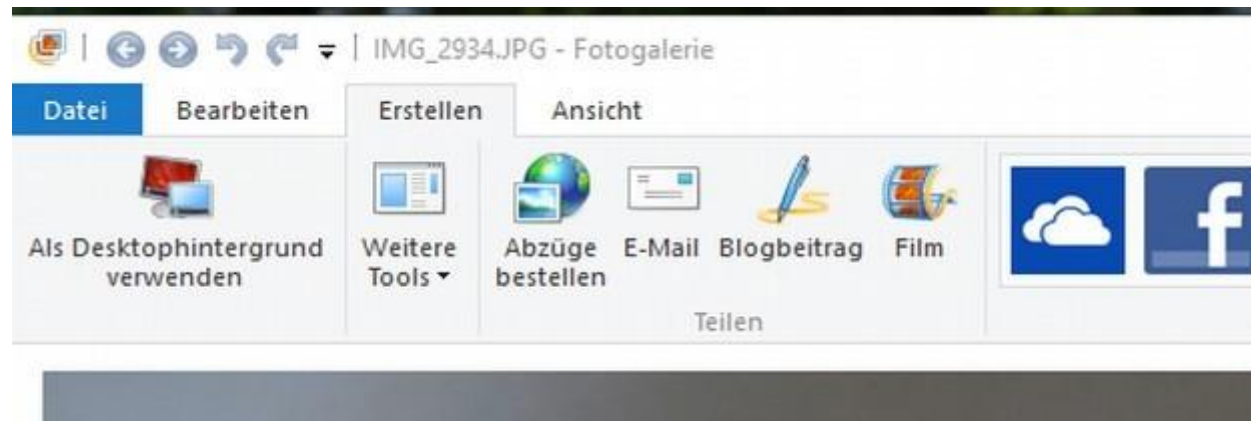 IMG_2934.JPG - Fotogalerie
Datei Bearbeiten Erstellen Ansicht
Als Desktophintergrund
verwenden
Weitere
Tools
Abzüge
bestellen
E-Mail
Blogbeitrag
Film
f
Teilen